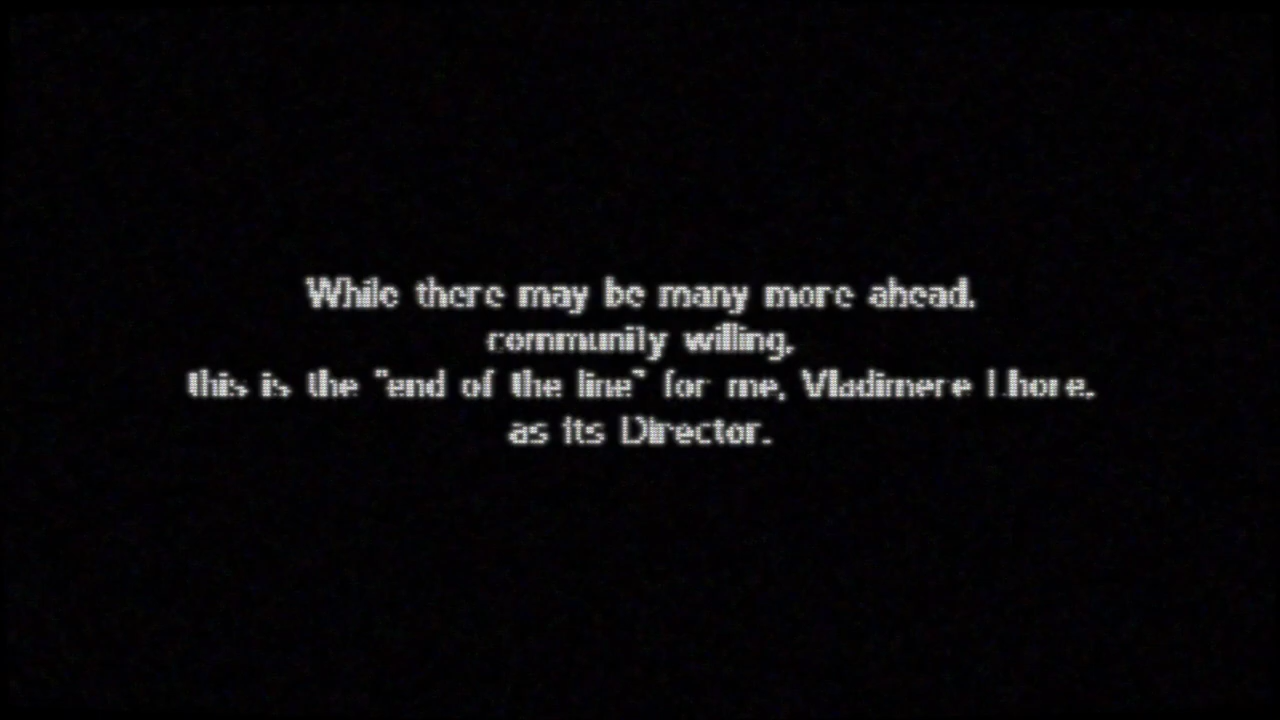 While there may be many more ahead,
community willing,
this is the "end of the line" for me, Vladimere Lhore,
as its Director.